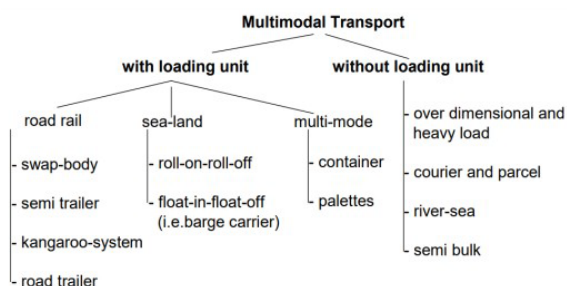 Multimodal Transport
with loading unit
without loading unit
road rail
- swap-body
- semi trailer
- kangaroo-system
- road trailer
sea-land
- roll-on-roll-off
- float-in-float-off
(i.e.barge carrier)
multi-mode
- container
- palettes
- over dimensional and
heavy load
- courier and parcel
- river-sea
- semi bulk